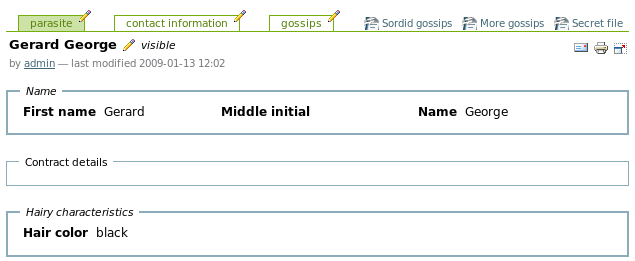 parasite contact information gossips Sordid gossips More gossips Secret file
Gerard George visible
by admin — last modified 2009-01-13 12:02
Name
First name Gerard Middle initial Name George
Contract details
Hairy characteristics
Hair color black